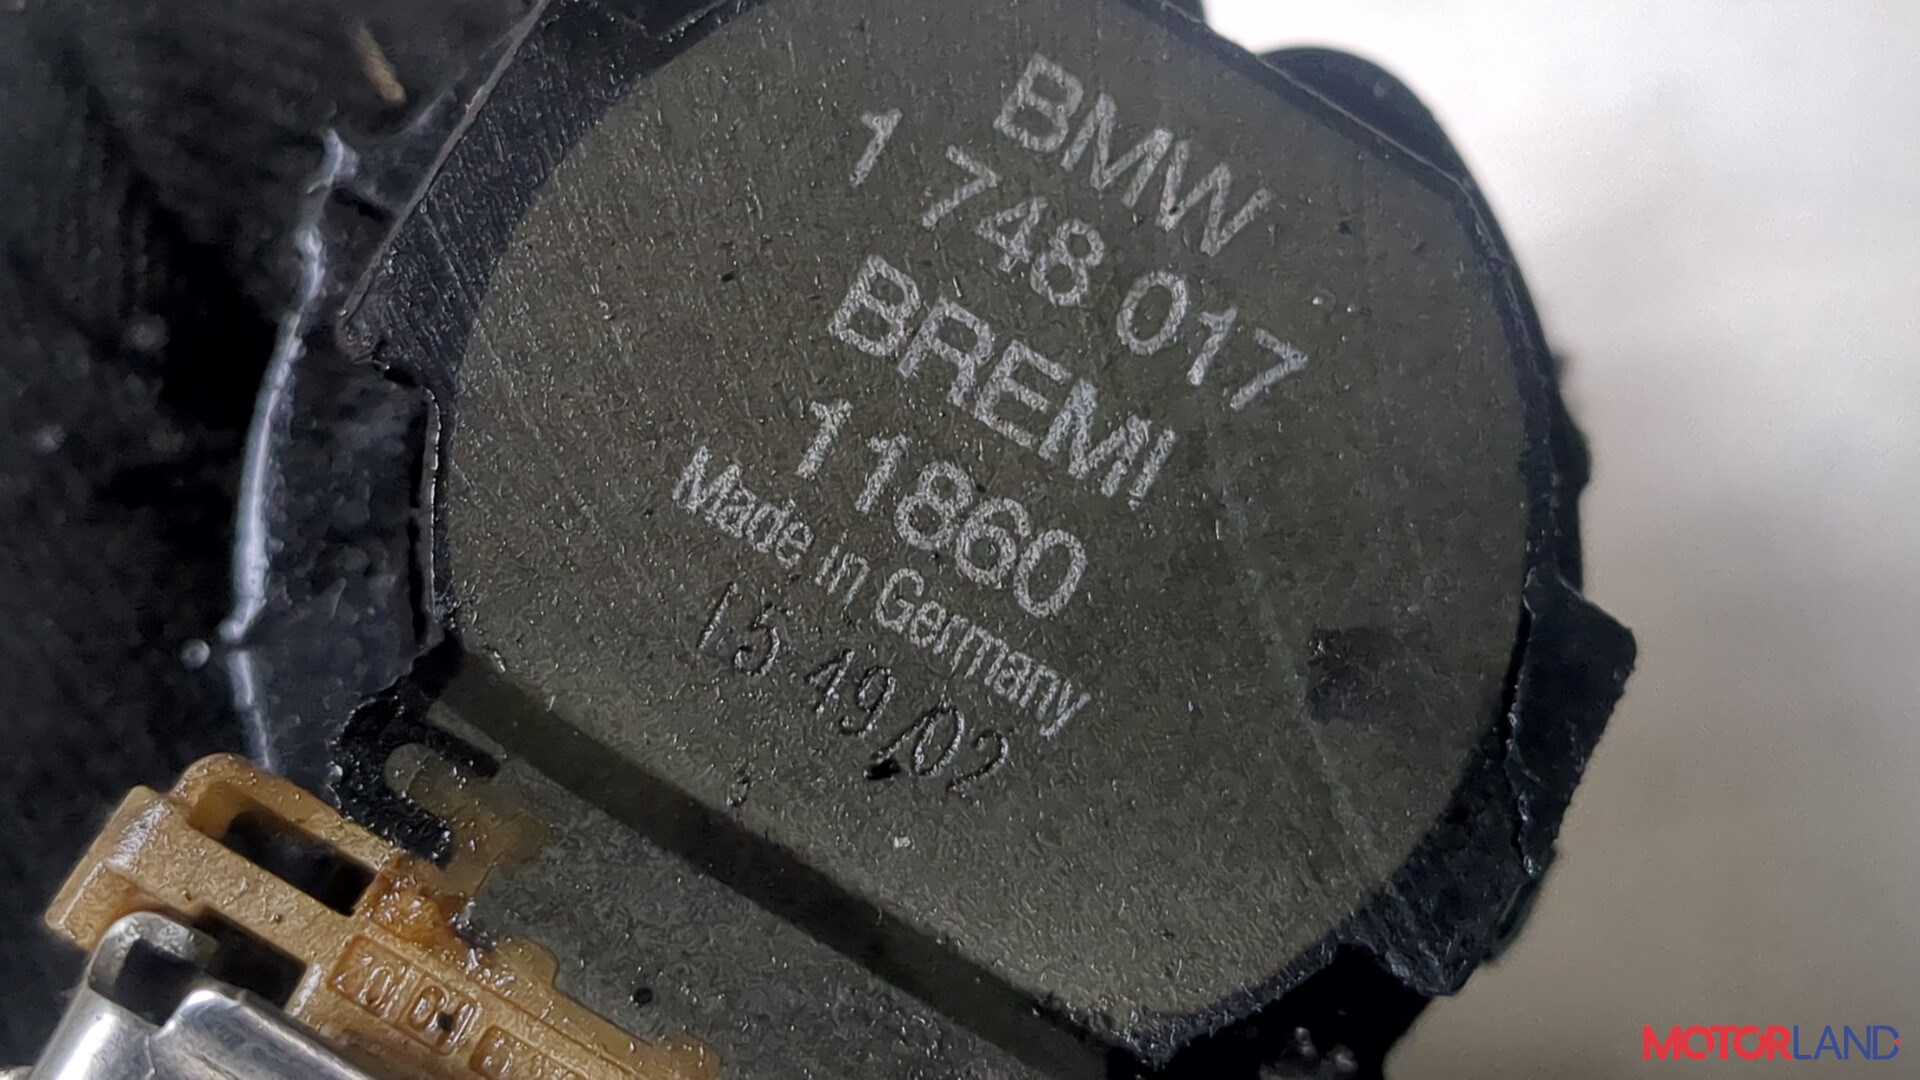 BMW
1 748 017
BREMI
11860
Made in Germany
15 49/02
MOTORLAND